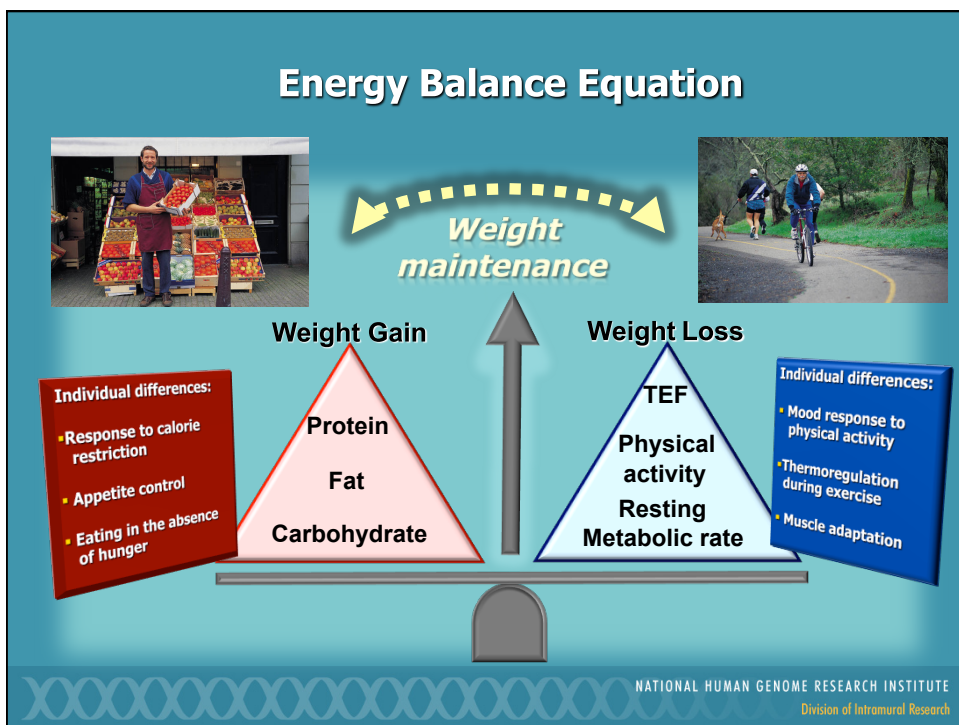 Energy Balance Equation
Weight
maintenance
Weight Gain
Weight Loss
Individual differences:
▪Response to calorie
restriction
▪ Appetite control
▪ Eating in the absence
of hunger
Protein
Fat
Carbohydrate
TEF
Physical
activity
Resting
Metabolic rate
Individual differences:
▪ Mood response to
physical activity
▪Thermoregulation
during exercise
▪ Muscle adaptation
NATIONAL HUMAN GENOME RESEARCH INSTITUTE
Division of Intramural Research